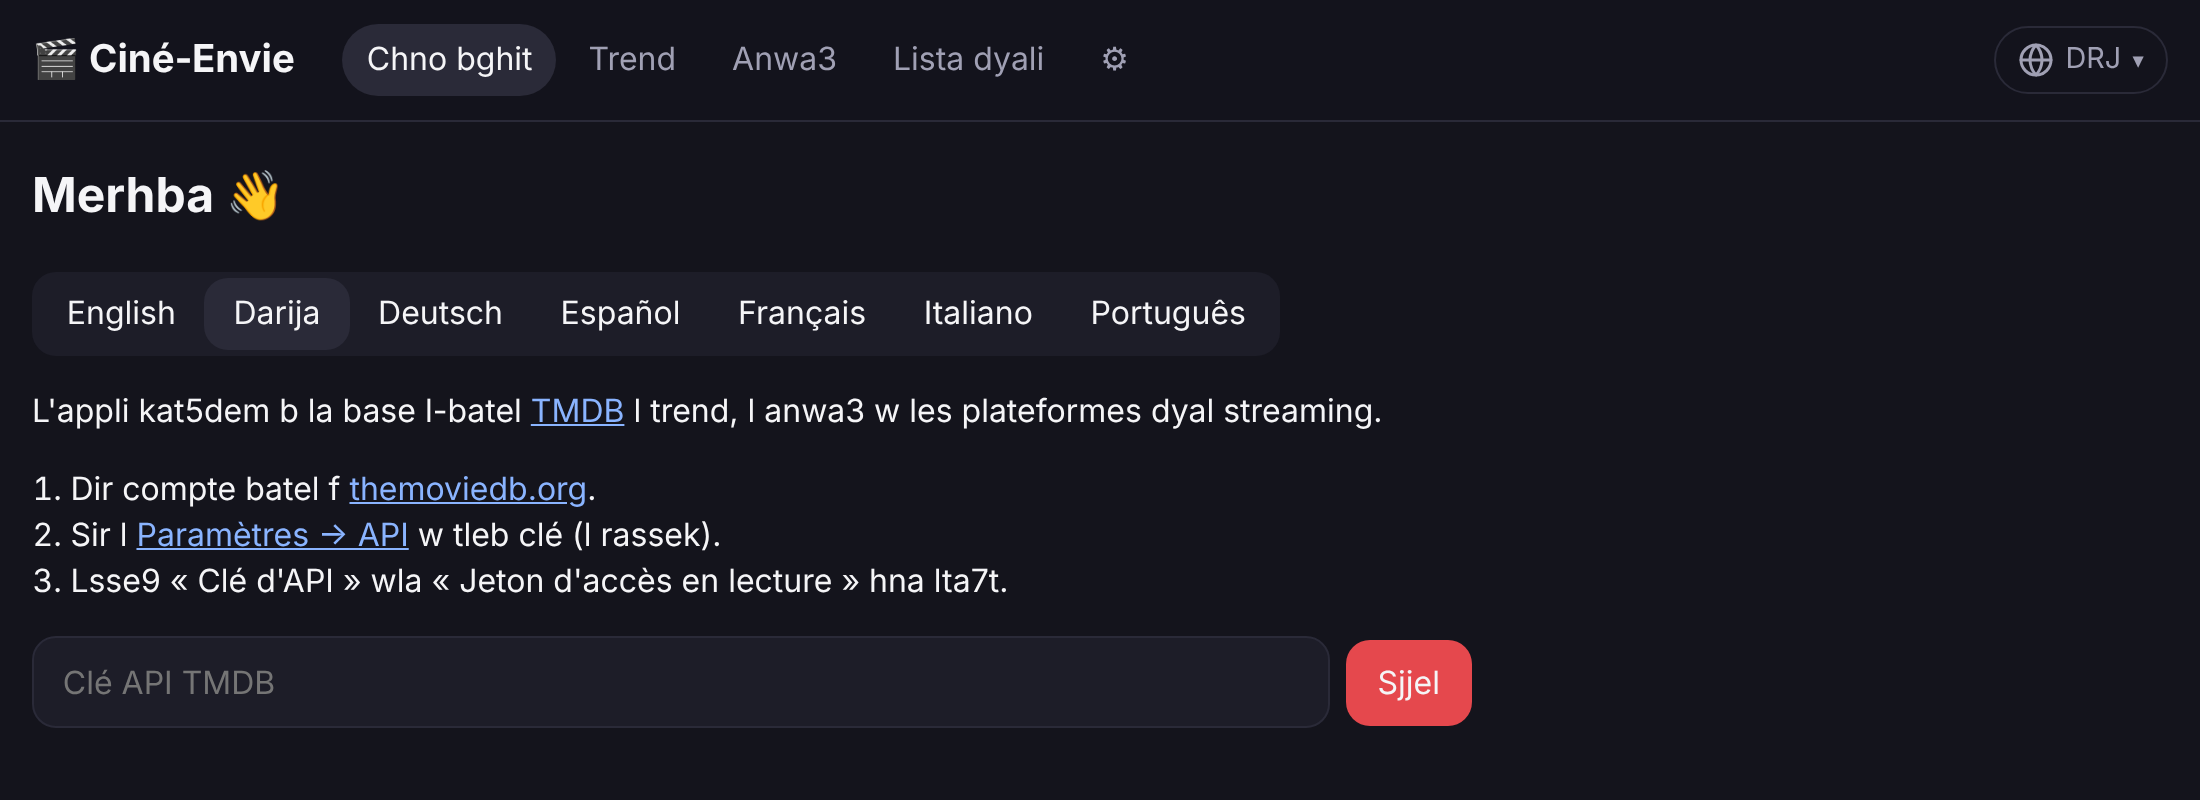 🎬 Ciné-Envie Chno bghit Trend Anwa3 Lista dyali ⚙ DRJ ▾
Merhba 👋
English Darija Deutsch Español Français Italiano Português
L'appli kat5dem b la base l-batel TMDB l trend, l anwa3 w les plateformes dyal streaming.
1. Dir compte batel f themoviedb.org.
2. Sir l Paramètres → API w tleb clé (l rassek).
3. Lsse9 « Clé d'API » wla « Jeton d'accès en lecture » hna lta7t.
Clé API TMDB Sjjel